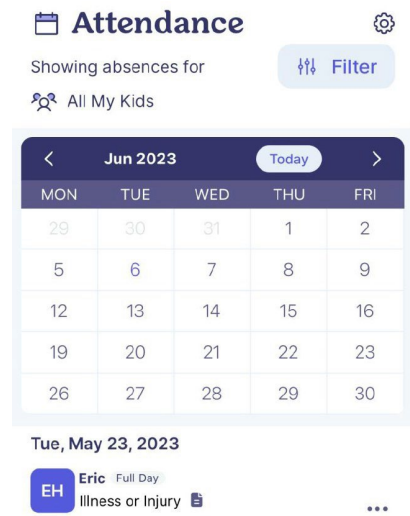 Attendance
Showing absences for
Filter
All My Kids
Jun 2023
Today
MON TUE WED THU FRI
29 30 31 1 2
5 6 7 8 9
12 13 14 15 16
19 20 21 22 23
26 27 28 29 30
Tue, May 23, 2023
EH
Eric Full Day
Illness or Injury